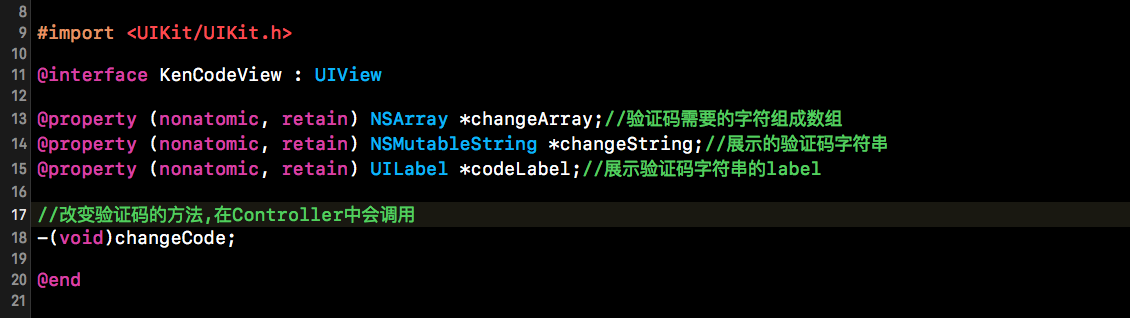 8
9 #import <UIKit/UIKit.h>
10
11 @interface KenCodeView : UIView
12
13 @property (nonatomic, retain) NSArray *changeArray;//验证码需要的字符组成数组
14 @property (nonatomic, retain) NSMutableString *changeString;//展示的验证码字符串
15 @property (nonatomic, retain) UILabel *codeLabel;//展示验证码字符串的label
16
17 //改变验证码的方法,在Controller中会调用
18 -(void)changeCode;
19
20 @end
21